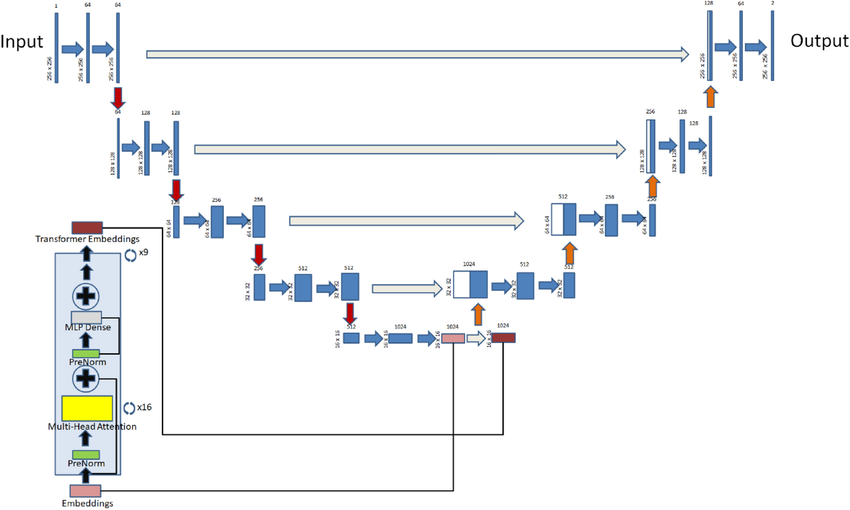 1 64 64
Input
256 x 256 256 x 256 256 x 256
128 64 2
Output
256 x 256 256 x 256 256 x 256
64 128 128
128 x 128 128 x 128 128 x 128
256 128 128
128 x 128 128 x 128 128 x 128
128 256 256
64 x 64 64 x 64 64 x 64
512 256 256
64 x 64 64 x 64 64 x 64
256 512 512
32 x 32 32 x 32 32 x 32
1024 512 512
32 x 32 32 x 32 32 x 32
512 1024 1024 1024
16 x 16 16 x 16 16 x 16 16 x 16
Transformer Embeddings
x9
MLP Dense
PreNorm
x16
Multi-Head Attention
PreNorm
Embeddings